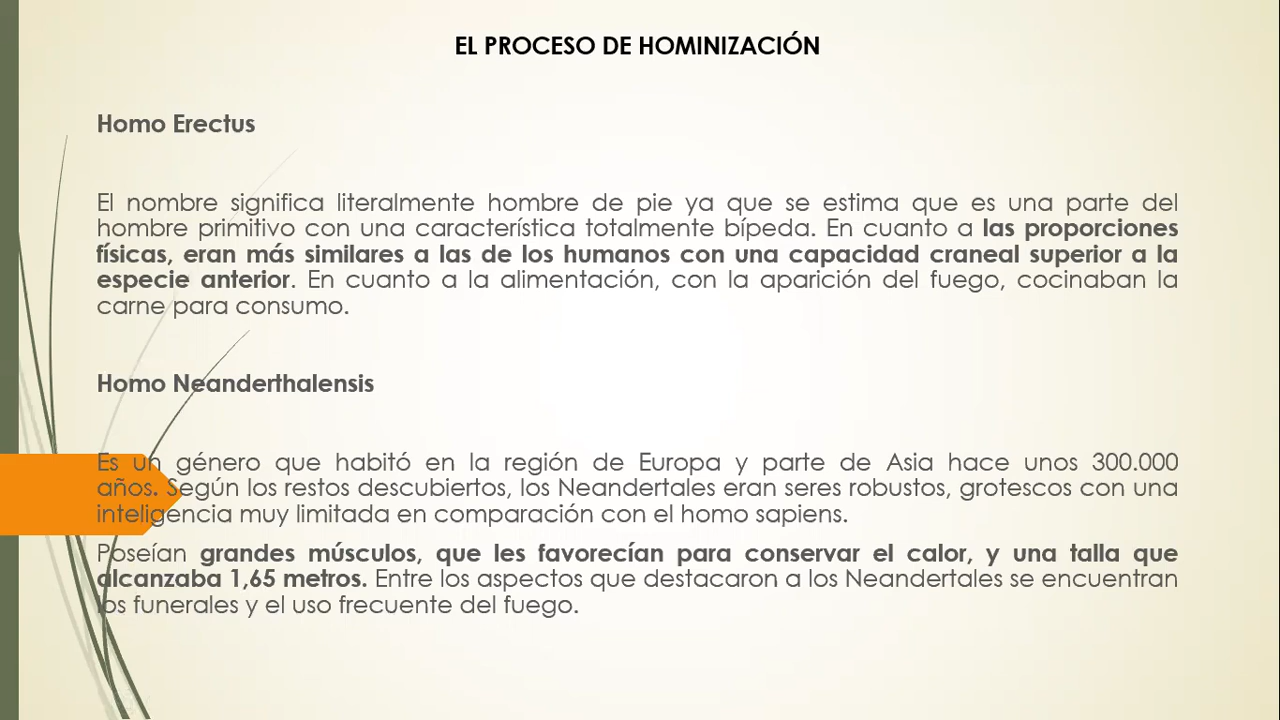 EL PROCESO DE HOMINIZACIÓN
Homo Erectus
El nombre significa literalmente hombre de pie ya que se estima que es una parte del
hombre primitivo con una característica totalmente bípeda. En cuanto a las proporciones
físicas, eran más similares a las de los humanos con una capacidad craneal superior a la
especie anterior. En cuanto a la alimentación, con la aparición del fuego, cocinaban la
carne para consumo.
Homo Neanderthalensis
Es un género que habitó en la región de Europa y parte de Asia hace unos 300.000
años. Según los restos descubiertos, los Neandertales eran seres robustos, grotescos con una
inteligencia muy limitada en comparación con el homo sapiens.
Poseían grandes músculos, que les favorecían para conservar el calor, y una talla que
alcanzaba 1,65 metros. Entre los aspectos que destacaron a los Neandertales se encuentran
los funerales y el uso frecuente del fuego.